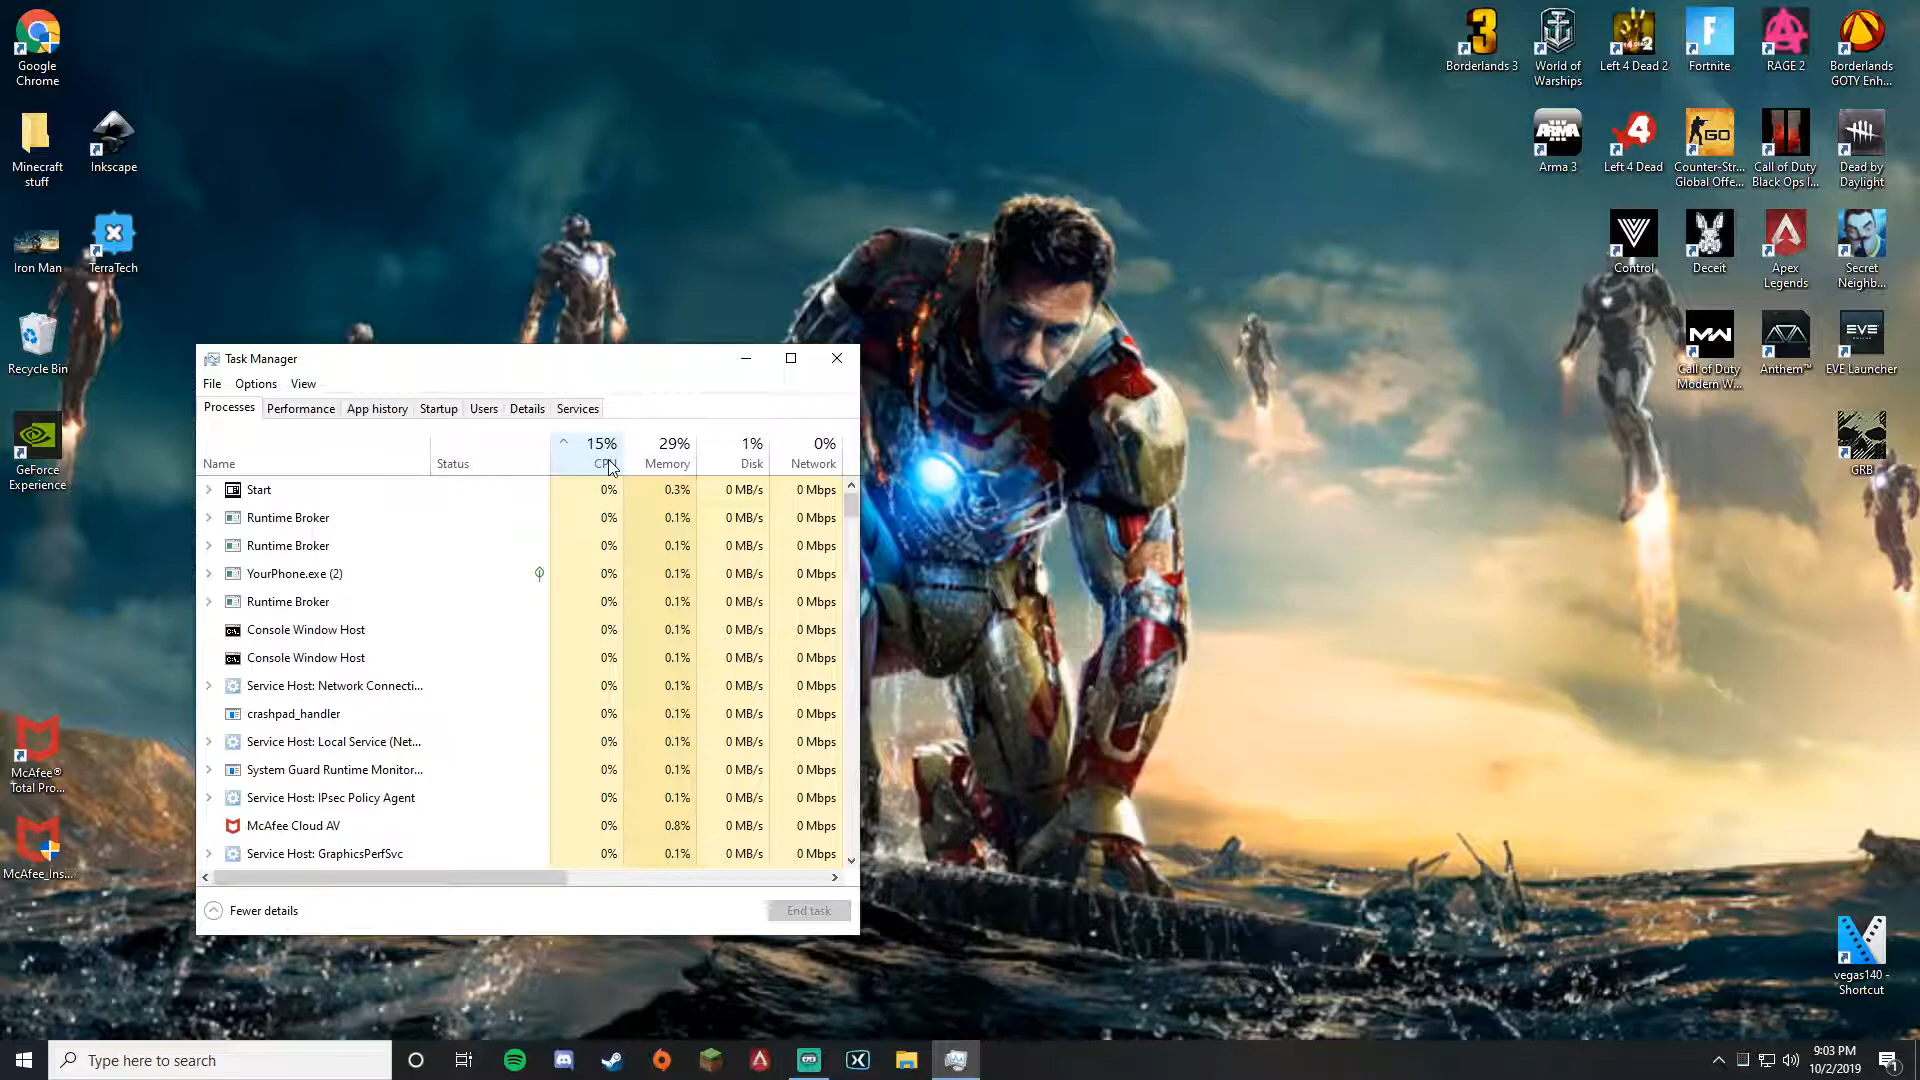 Google
Chrome
Minecraft
stuff
Inkscape
Iron Man
TerraTech
Recycle Bin
GeForce
Experience
McAfee®
Total Pro...
McAfee_Ins...
Borderlands 3
World of
Warships
Left 4 Dead 2
Fortnite
RAGE 2
Borderlands
GOTY Enh...
Arma 3
Left 4 Dead
Counter-Str...
Global Offe...
Call of Duty
Black Ops I...
Dead by
Daylight
Control
Deceit
Apex
Legends
Secret
Neighb...
Call of Duty
Modern W...
Anthem™
EVE Launcher
GRB
vegas140 -
Shortcut
Task Manager
File Options View
Processes Performance App history Startup Users Details Services
15% 29% 1% 0%
Name Status CPU Memory Disk Network
Start 0% 0.3% 0 MB/s 0 Mbps
Runtime Broker 0% 0.1% 0 MB/s 0 Mbps
Runtime Broker 0% 0.1% 0 MB/s 0 Mbps
YourPhone.exe (2) 0% 0.1% 0 MB/s 0 Mbps
Runtime Broker 0% 0.1% 0 MB/s 0 Mbps
Console Window Host 0% 0.1% 0 MB/s 0 Mbps
Console Window Host 0% 0.1% 0 MB/s 0 Mbps
Service Host: Network Connecti... 0% 0.1% 0 MB/s 0 Mbps
crashpad_handler 0% 0.1% 0 MB/s 0 Mbps
Service Host: Local Service (Net... 0% 0.1% 0 MB/s 0 Mbps
System Guard Runtime Monitor... 0% 0.1% 0 MB/s 0 Mbps
Service Host: IPsec Policy Agent 0% 0.1% 0 MB/s 0 Mbps
McAfee Cloud AV 0% 0.8% 0 MB/s 0 Mbps
Service Host: GraphicsPerfSvc 0% 0.1% 0 MB/s 0 Mbps
Fewer details End task
Type here to search
9:03 PM
10/2/2019
1